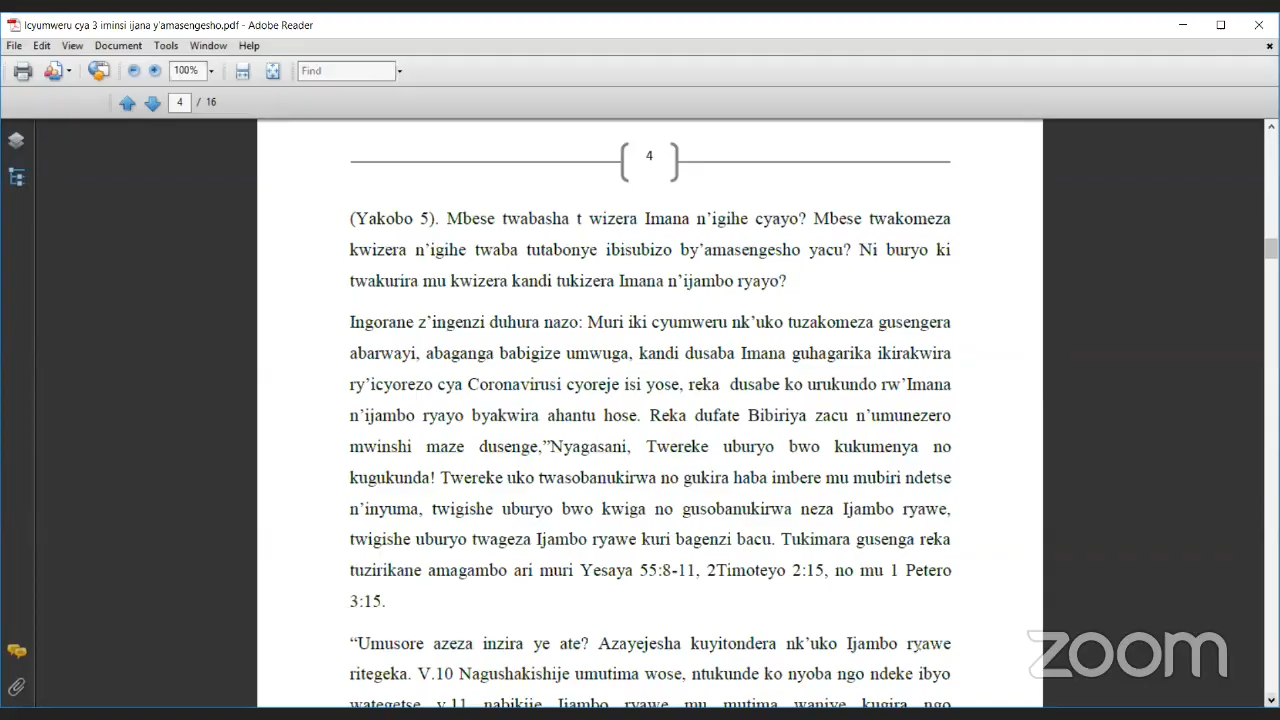 Icyumweru cya 3 iminsi ijana y'amasengesho.pdf - Adobe Reader
File Edit View Document Tools Window Help
100% Find
4 / 16
4
(Yakobo 5). Mbese twabasha t wizera Imana n’igihe cyayo? Mbese twakomeza
kwizera n’igihe twaba tutabonye ibisubizo by’amasengesho yacu? Ni buryo ki
twakurira mu kwizera kandi tukizera Imana n’ijambo ryayo?
Ingorane z’ingenzi duhura nazo: Muri iki cyumweru nk’uko tuzakomeza gusengera
abarwayi, abaganga babigize umwuga, kandi dusaba Imana guhagarika ikirakwira
ry’icyorezo cya Coronavirusi cyoreje isi yose, reka dusabe ko urukundo rw’Imana
n’ijambo ryayo byakwira ahantu hose. Reka dufate Bibiriya zacu n’umunezero
mwinshi maze dusenge,”Nyagasani, Twereke uburyo bwo kukumenya no
kugukunda! Twereke uko twasobanukirwa no gukira haba imbere mu mubiri ndetse
n’inyuma, twigishe uburyo bwo kwiga no gusobanukirwa neza Ijambo ryawe,
twigishe uburyo twageza Ijambo ryawe kuri bagenzi bacu. Tukimara gusenga reka
tuzirikane amagambo ari muri Yesaya 55:8-11, 2Timoteyo 2:15, no mu 1 Petero
3:15.
“Umusore azeza inzira ye ate? Azayejesha kuyitondera nk’uko Ijambo ryawe
ritegeka. V.10 Nagushakishije umutima wose, ntukunde ko nyoba ngo ndeke ibyo
wategetse v.11 nabikije Ijambo ryawe mu mutima wanjye kugira ngo
zoom